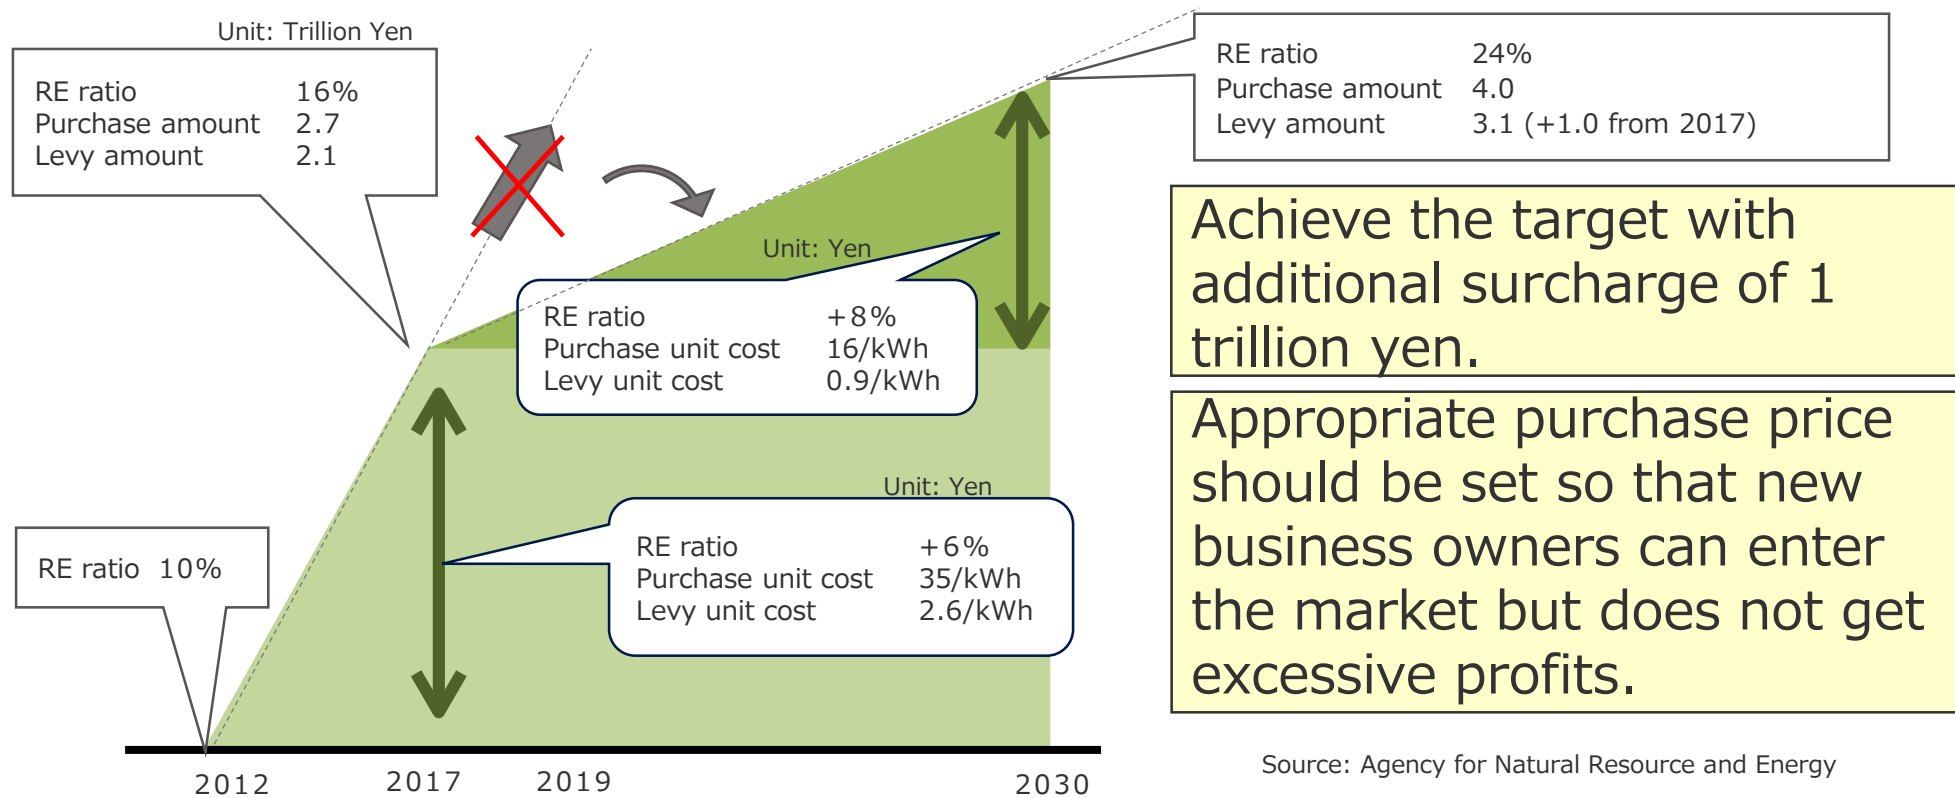 Unit: Trillion Yen
RE ratio 16%
Purchase amount 2.7
Levy amount 2.1
RE ratio 24%
Purchase amount 4.0
Levy amount 3.1 (+1.0 from 2017)
Achieve the target with
additional surcharge of 1
trillion yen.
Unit: Yen
RE ratio +8%
Purchase unit cost 16/kWh
Levy unit cost 0.9/kWh
Appropriate purchase price
should be set so that new
business owners can enter
the market but does not get
excessive profits.
Unit: Yen
RE ratio +6%
Purchase unit cost 35/kWh
Levy unit cost 2.6/kWh
RE ratio 10%
2012 2017 2019 2030
Source: Agency for Natural Resource and Energy